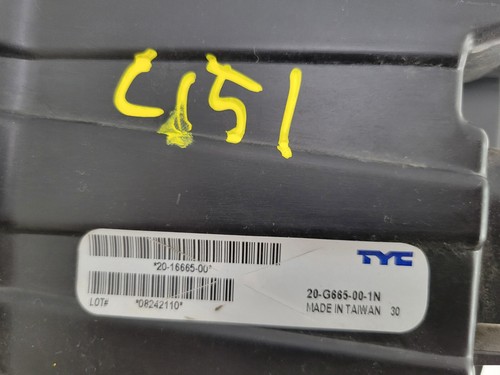 C151
TYC
*20-16665-00*
20-G665-00-1N
LOT# *08242110*
MADE IN TAIWAN 30